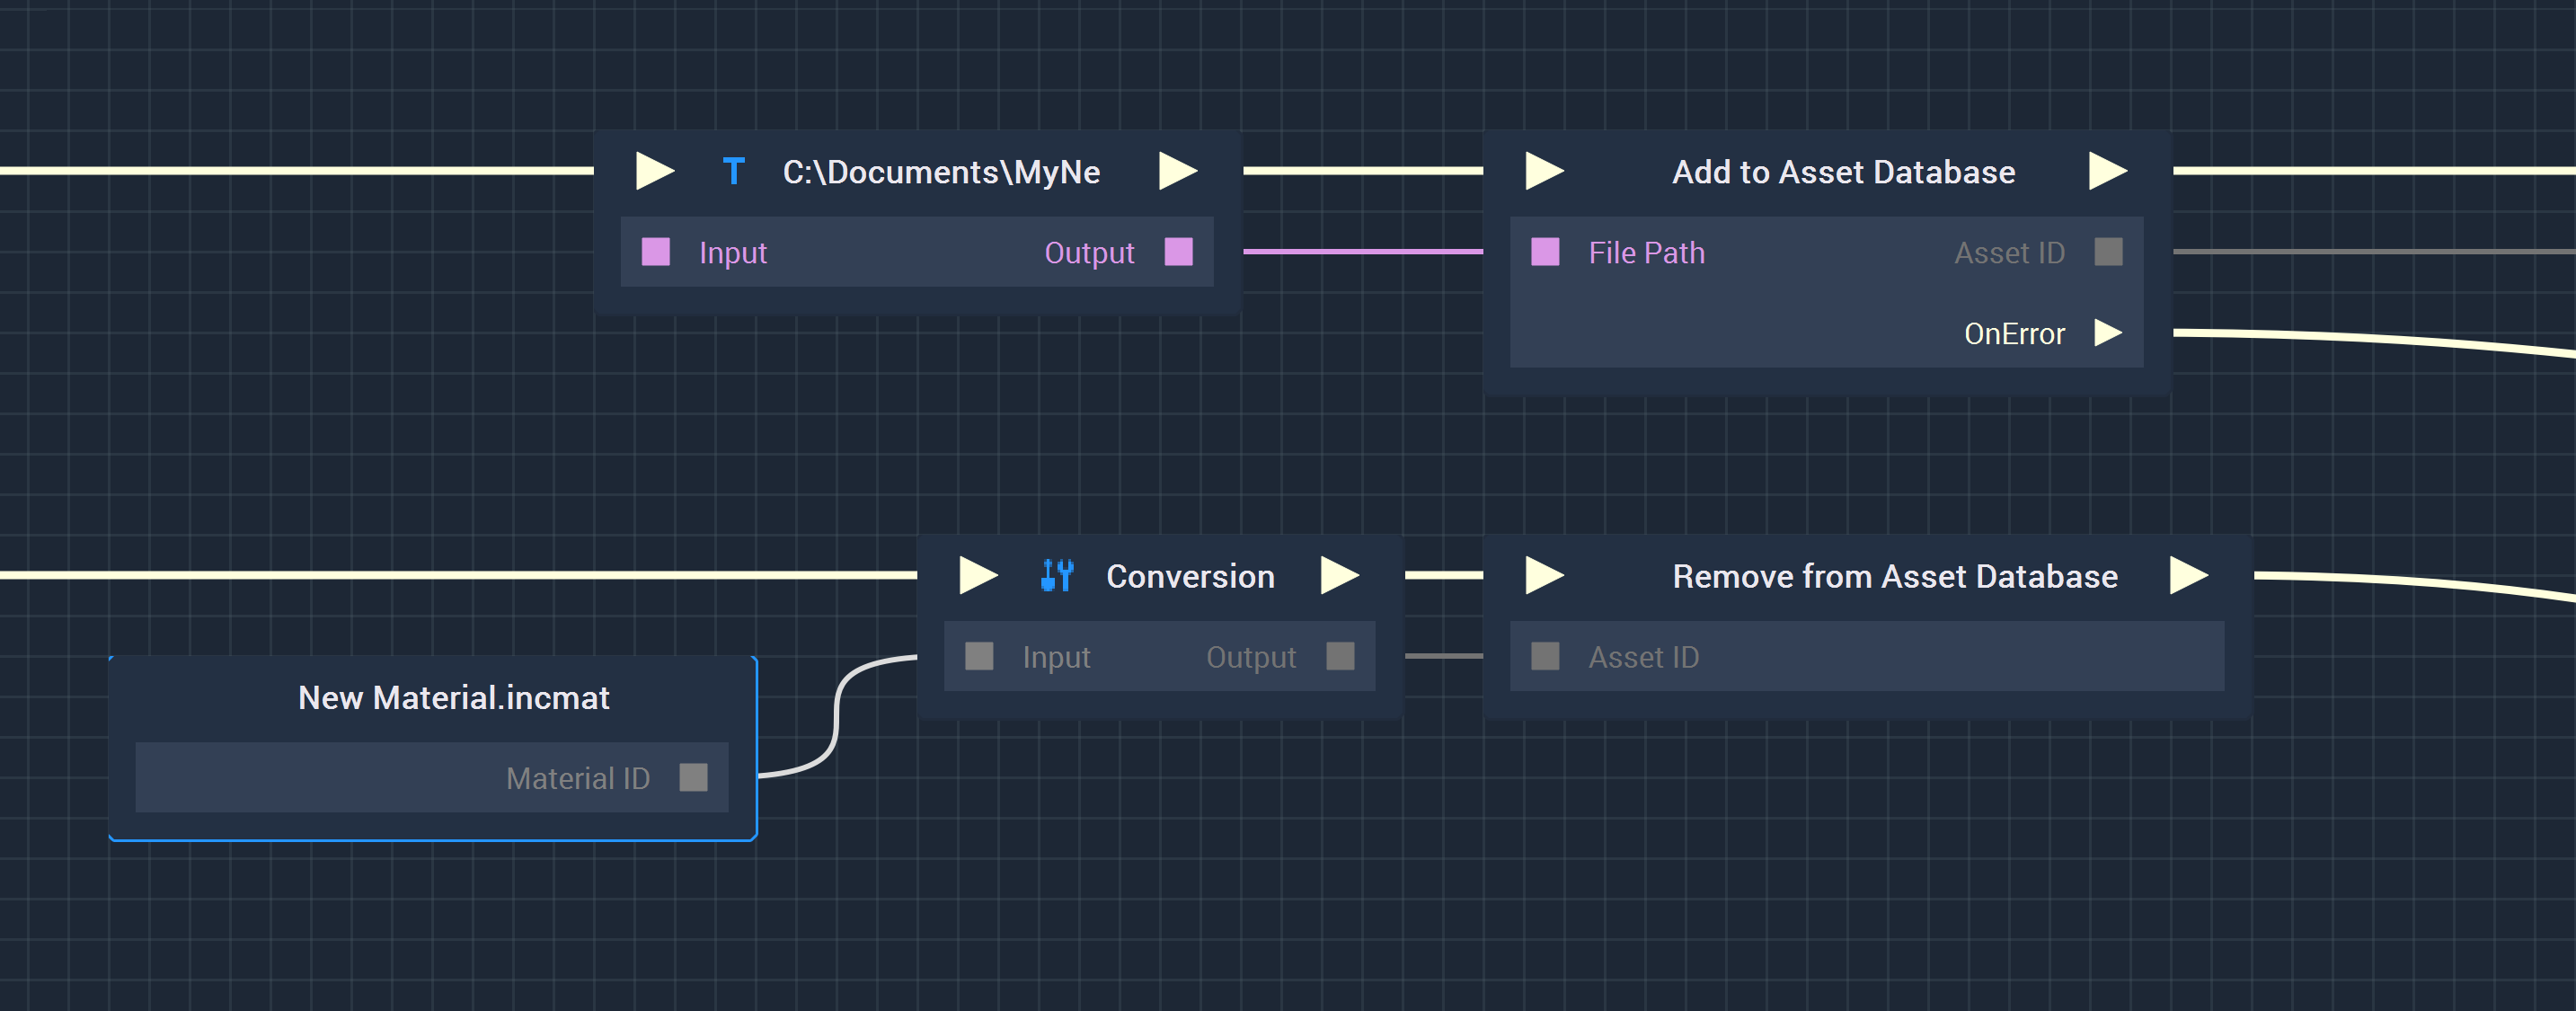 C:\Documents\MyNe
Input
Output
Add to Asset Database
File Path
Asset ID
OnError
Conversion
Input
Output
Remove from Asset Database
Asset ID
New Material.incmat
Material ID